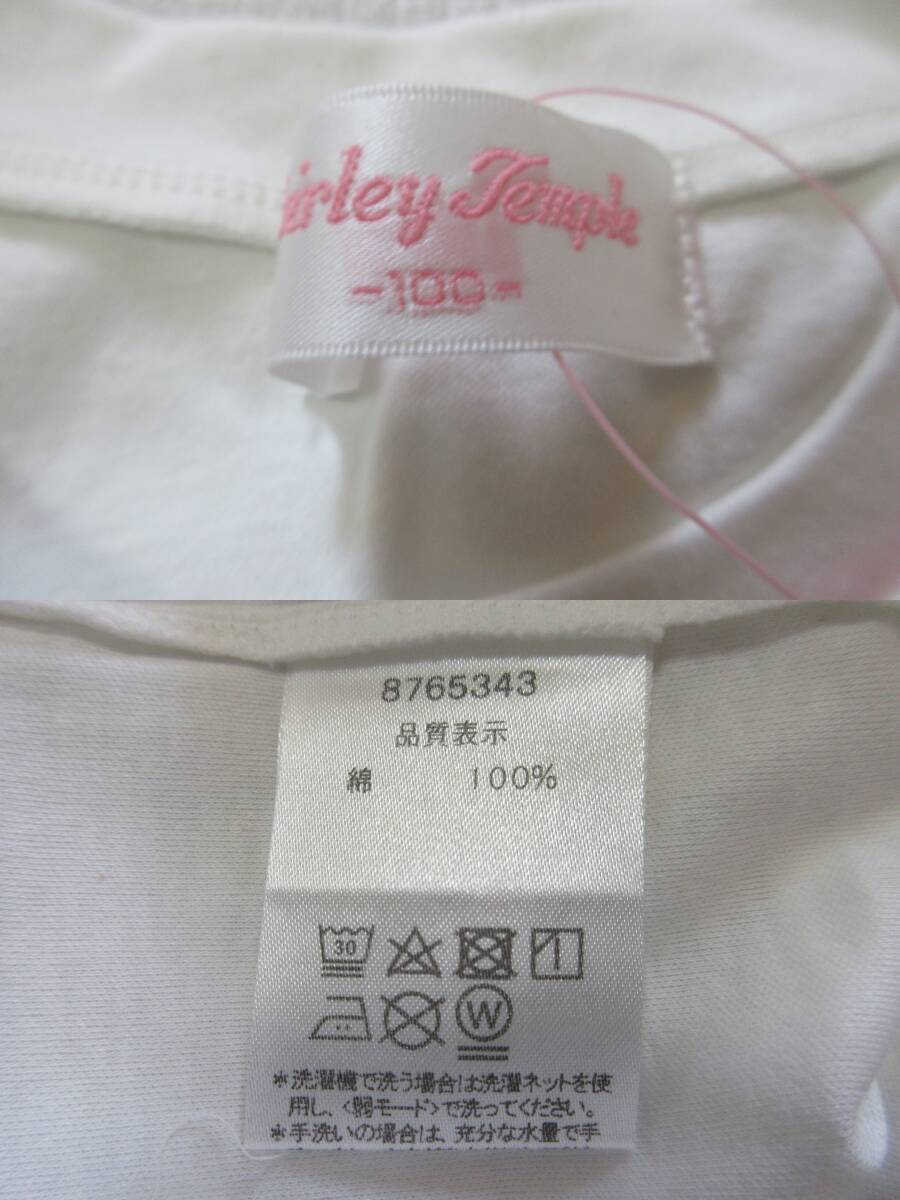 irley Temple
-100-
8765343
品質表示
綿 100%
30
W
*洗濯機で洗う場合は洗濯ネットを使
用し、<弱モード>で洗ってください。
*手洗いの場合は、充分な水量で手